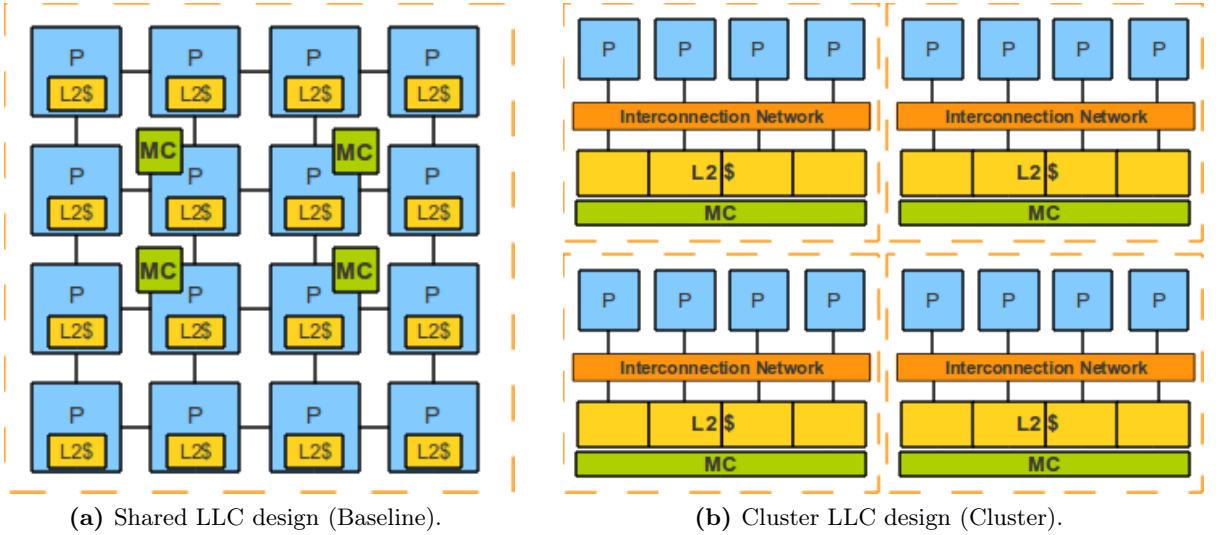 P P P P
L2$ L2$ L2$ L2$
MC MC
P P P P
L2$ L2$ L2$ L2$
MC MC
P P P P
L2$ L2$ L2$ L2$
P P P P
L2$ L2$ L2$ L2$
(a) Shared LLC design (Baseline).
P P P P
Interconnection Network
L2 $
MC
P P P P
Interconnection Network
L2 $
MC
P P P P
Interconnection Network
L2 $
MC
P P P P
Interconnection Network
L2 $
MC
(b) Cluster LLC design (Cluster).